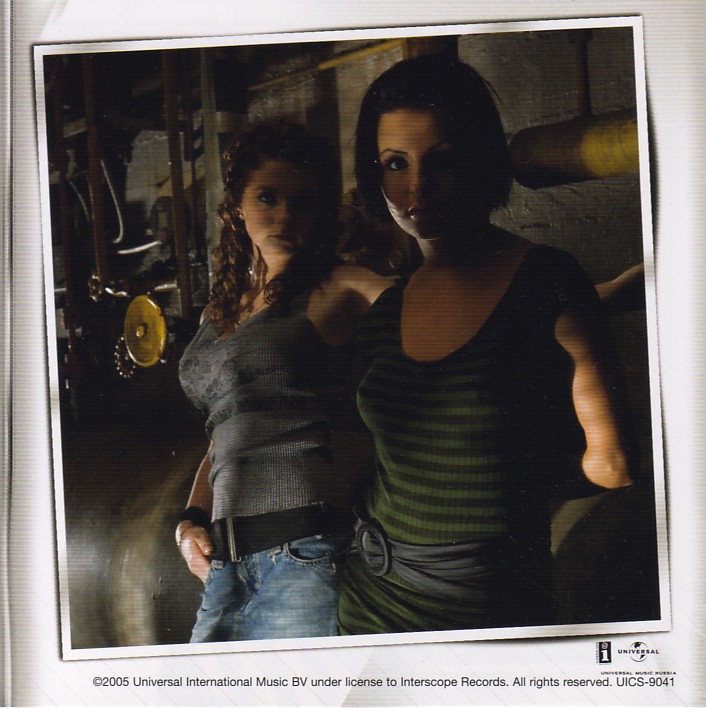 i
UNIVERSAL
UNIVERSAL MUSIC RUSSIA
©2005 Universal International Music BV under license to Interscope Records. All rights reserved. UICS-9041